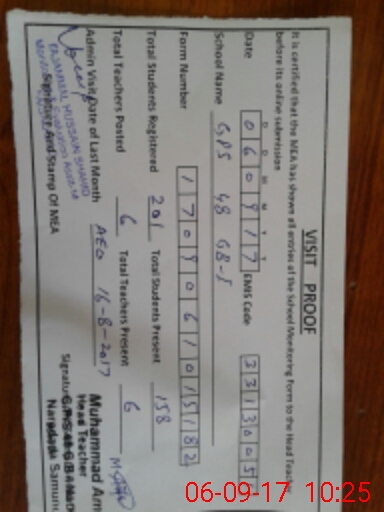 VISIT PROOF
It is certified that the MEA has shown all entries of the School Monitoring Form to the Head Teacher
before its online submission
D D M M Y Y
Date 0 6 0 9 1 7 EMIS Code 3 3 1 3 0 0 5
School Name GPS 48 GB-I
Form Number 1 7 0 9 0 6 1 0 1 5 1 8 2
Total Students Registered 201 Total Students Present 158
Total Teachers Posted 6 Total Teachers Present 6
Admin Visit Date of Last Month AEO 16-8-2017
Signature And Stamp Of MEA
Muhammad
Head Teacher
06-09-17 10:25